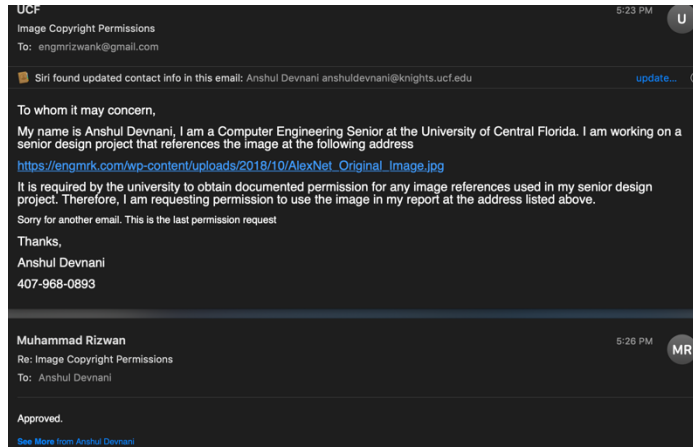 UCF
5:23 PM
U
Image Copyright Permissions
To: engmrizwank@gmail.com
Siri found updated contact info in this email: Anshul Devnani anshuldevnani@knights.ucf.edu
update...
To whom it may concern,
My name is Anshul Devnani, I am a Computer Engineering Senior at the University of Central Florida. I am working on a
senior design project that references the image at the following address
https://engmrk.com/wp-content/uploads/2018/10/AlexNet_Original_Image.jpg
It is required by the university to obtain documented permission for any image references used in my senior design
project. Therefore, I am requesting permission to use the image in my report at the address listed above.
Sorry for another email. This is the last permission request
Thanks,
Anshul Devnani
407-968-0893
Muhammad Rizwan
5:26 PM
MR
Re: Image Copyright Permissions
To: Anshul Devnani
Approved.
See More from Anshul Devnani